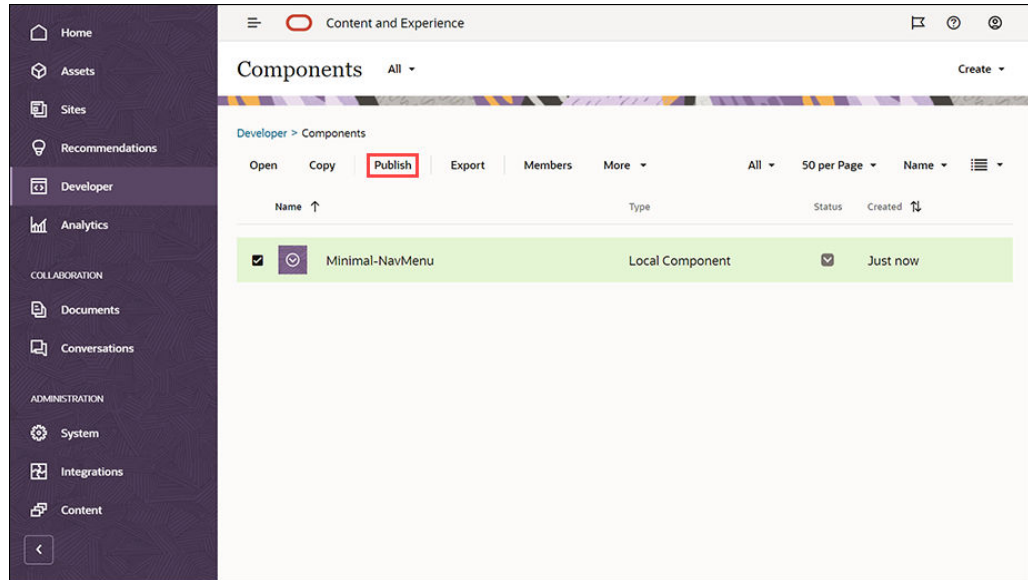 Home
Assets
Sites
Recommendations
Developer
Analytics
COLLABORATION
Documents
Conversations
ADMINISTRATION
System
Integrations
Content
Content and Experience
Components All
Create
Developer > Components
Open Copy Publish Export Members More All 50 per Page Name
Name Type Status Created
Minimal-NavMenu Local Component Just now